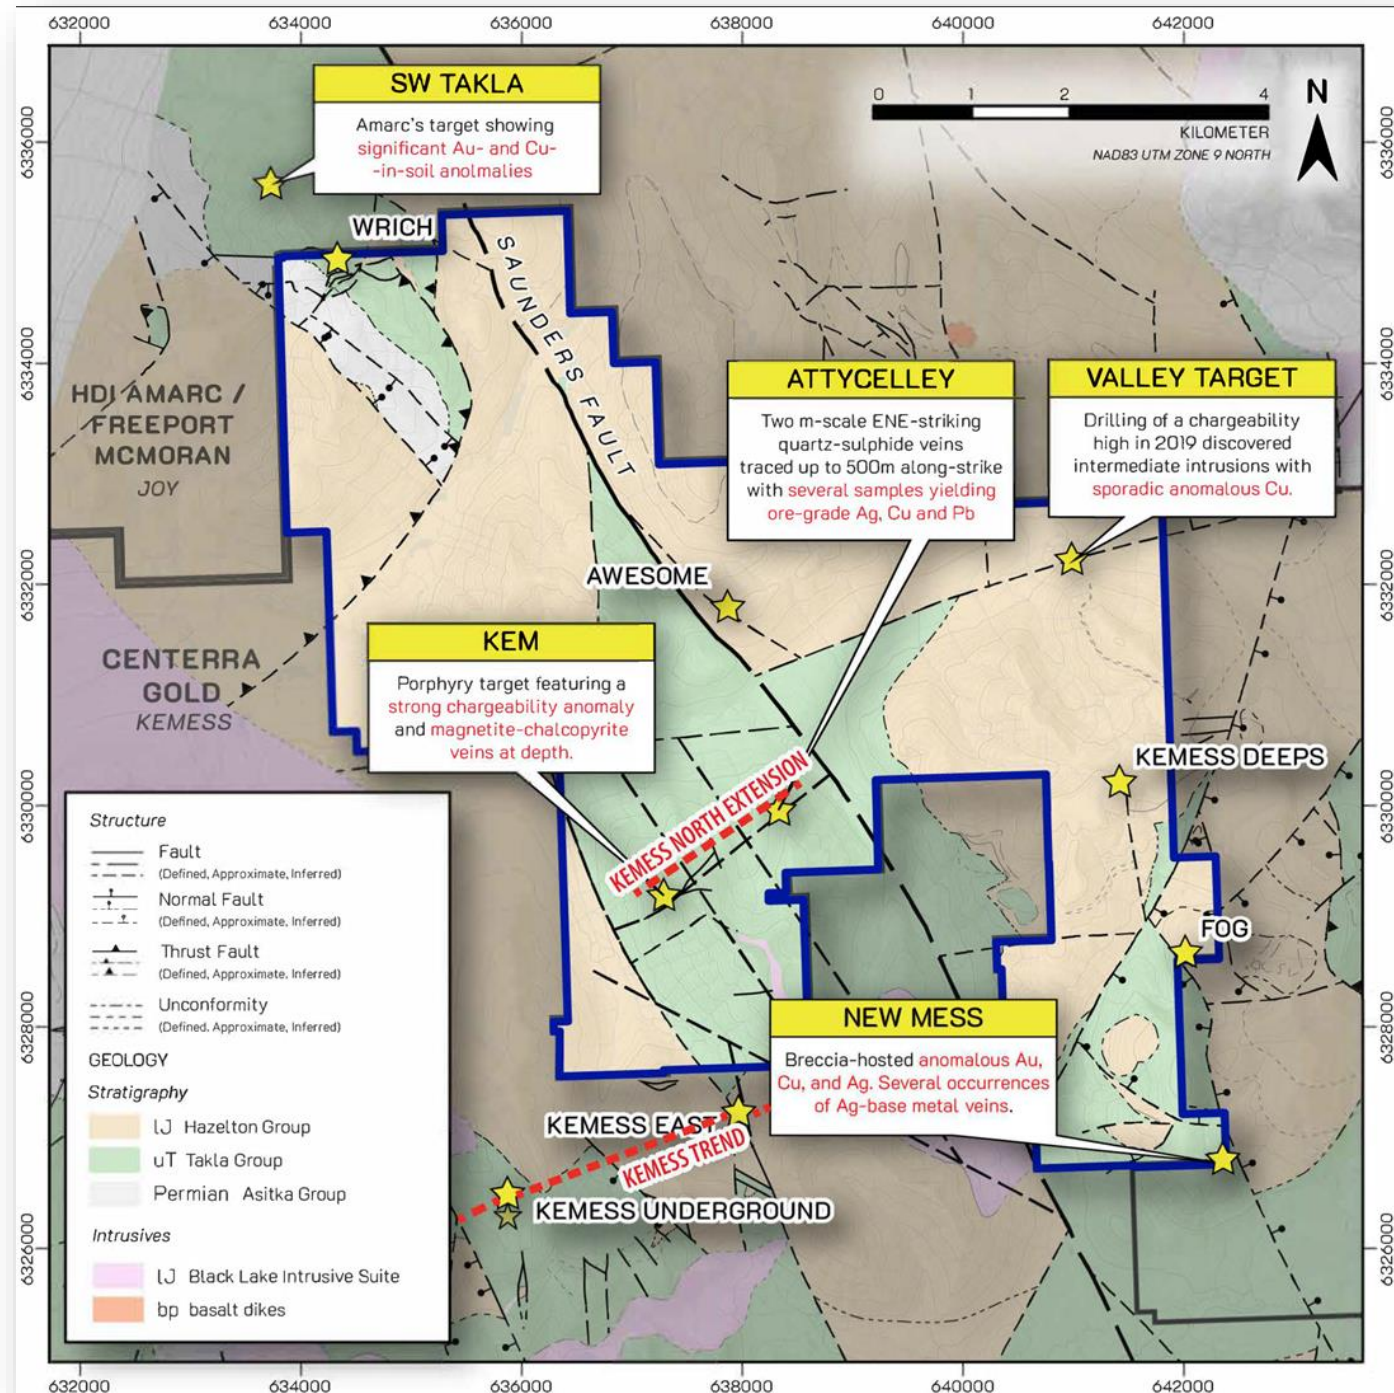 632000
634000
636000
638000
640000
642000
6336000
6334000
6332000
6330000
6328000
6326000
6336000
6334000
6332000
6330000
6328000
6326000
0
1
2
4
KILOMETER
NAD83 UTM ZONE 9 NORTH
N
SW TAKLA
Amarc's target showing
significant Au- and Cu-
-in-soil anolmalies
WRICH
SAUNDERS FAULT
HDI AMARC /
FREEPORT
MCMORAN
JOY
ATTYCELLEY
Two m-scale ENE-striking
quartz-sulphide veins
traced up to 500m along-strike
with several samples yielding
ore-grade Ag, Cu and Pb
VALLEY TARGET
Drilling of a chargeability
high in 2019 discovered
intermediate intrusions with
sporadic anomalous Cu.
AWESOME
CENTERRA
GOLD
KEMESS
KEM
Porphyry target featuring a
strong chargeability anomaly
and magnetite-chalcopyrite
veins at depth.
KEMESS DEEPS
KEMESS NORTH EXTENSION
FOG
NEW MESS
Breccia-hosted anomalous Au,
Cu, and Ag. Several occurrences
of Ag-base metal veins.
KEMESS EAST
KEMESS TREND
KEMESS UNDERGROUND
Structure
Fault
(Defined, Approximate, Inferred)
Normal Fault
(Defined, Approximate, Inferred)
Thrust Fault
(Defined, Approximate, Inferred)
Unconformity
(Defined, Approximate, Inferred)
GEOLOGY
Stratigraphy
lJ Hazelton Group
uT Takla Group
Permian Asitka Group
Intrusives
lJ Black Lake Intrusive Suite
bp basalt dikes
632000
634000
636000
638000
640000
642000